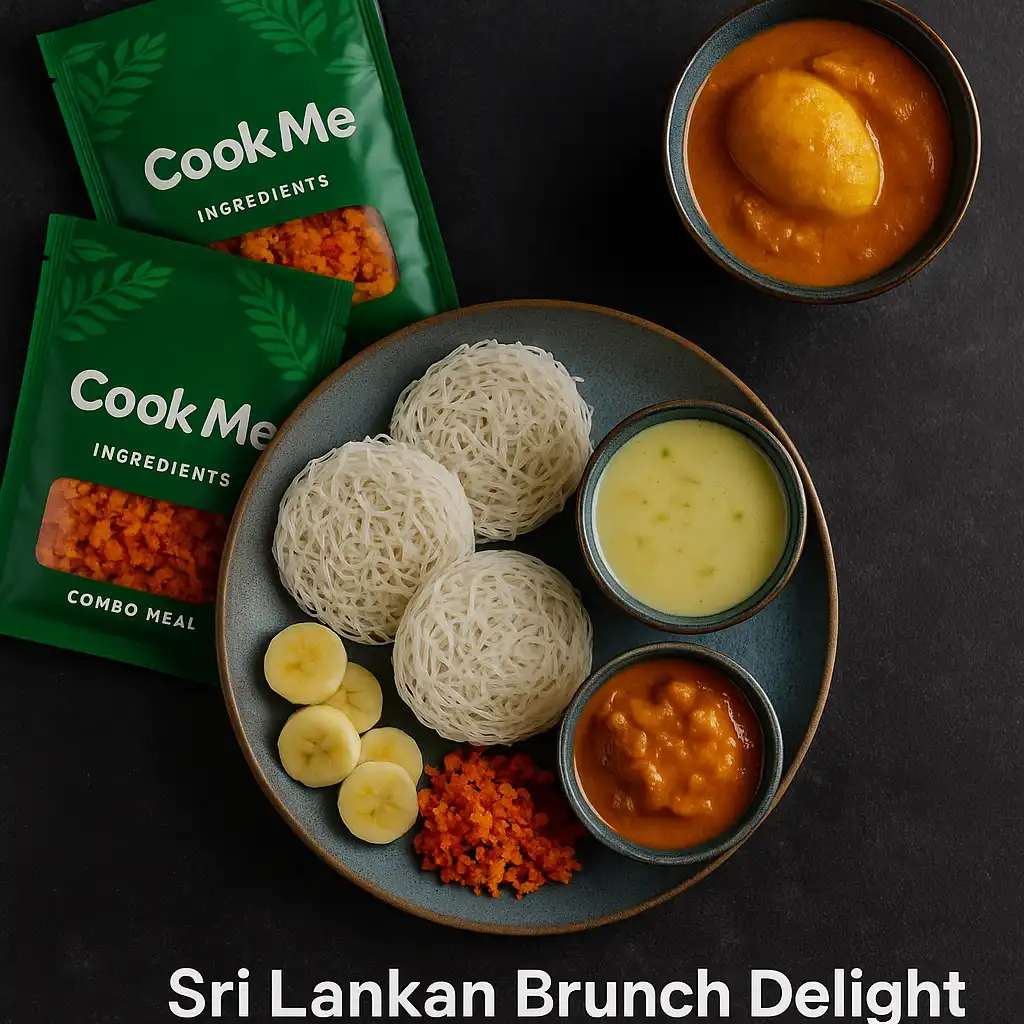 Cook Me
INGREDIENTS
Cook Me
INGREDIENTS
COMBO MEAL
Sri Lankan Brunch Delight